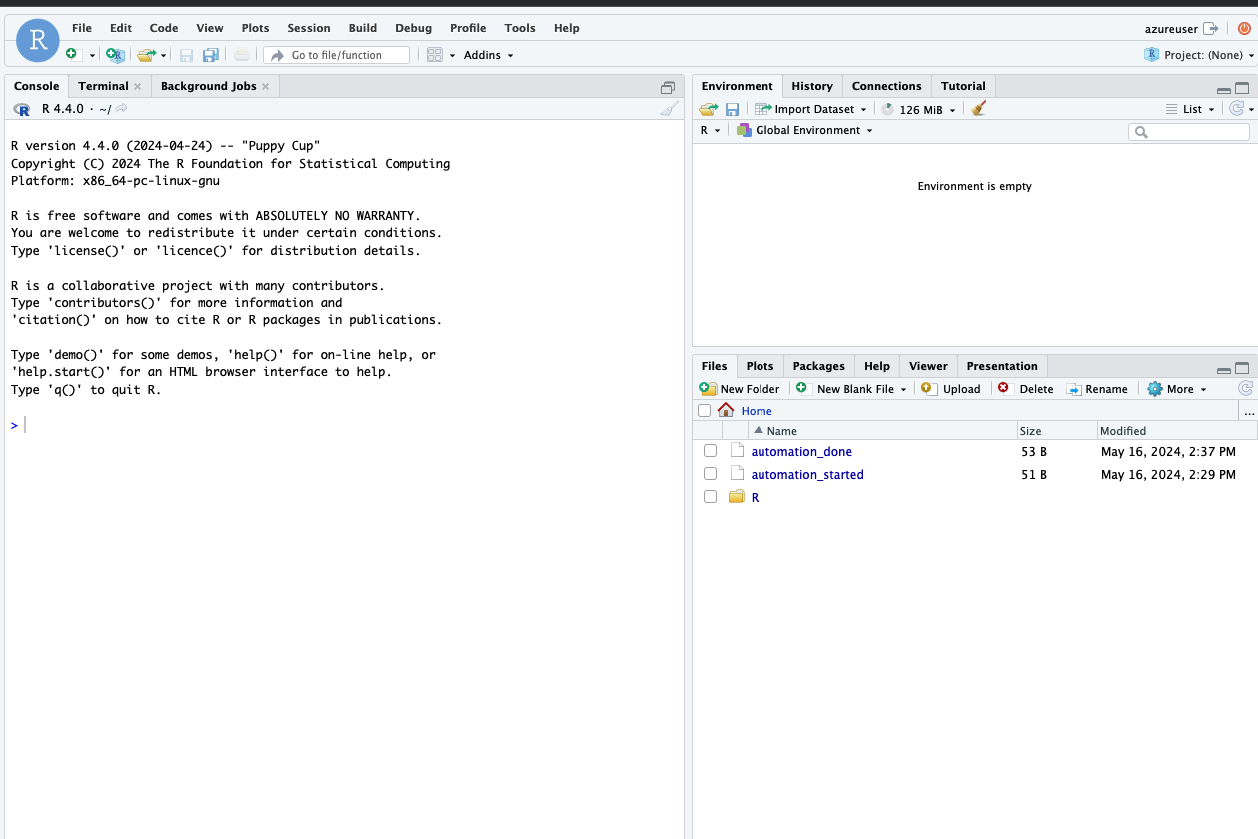 R
File Edit Code View Plots Session Build Debug Profile Tools Help
azureuser
Go to file/function
Addins
R Project: (None)
Console Terminal Background Jobs
R R 4.4.0 · ~/
R version 4.4.0 (2024-04-24) -- "Puppy Cup"
Copyright (C) 2024 The R Foundation for Statistical Computing
Platform: x86_64-pc-linux-gnu
R is free software and comes with ABSOLUTELY NO WARRANTY.
You are welcome to redistribute it under certain conditions.
Type 'license()' or 'licence()' for distribution details.
R is a collaborative project with many contributors.
Type 'contributors()' for more information and
'citation()' on how to cite R or R packages in publications.
Type 'demo()' for some demos, 'help()' for on-line help, or
'help.start()' for an HTML browser interface to help.
Type 'q()' to quit R.
>
Environment History Connections Tutorial
Import Dataset 126 MiB List
R Global Environment
Environment is empty
Files Plots Packages Help Viewer Presentation
New Folder New Blank File Upload Delete Rename More
Home ...
Name Size Modified
automation_done 53 B May 16, 2024, 2:37 PM
automation_started 51 B May 16, 2024, 2:29 PM
R